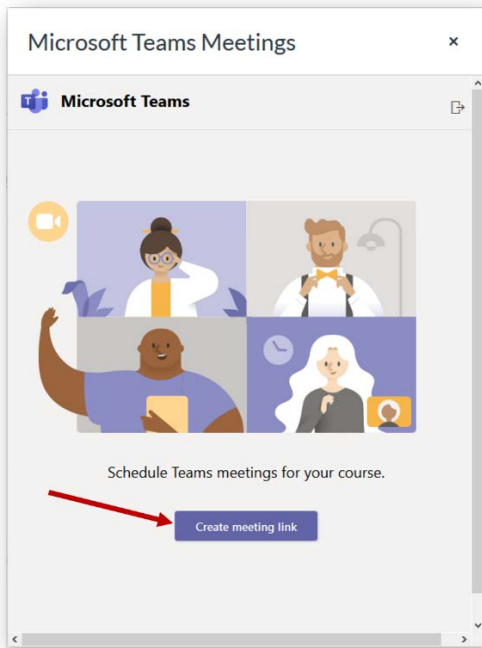 Microsoft Teams Meetings
Microsoft Teams
Schedule Teams meetings for your course.
Create meeting link